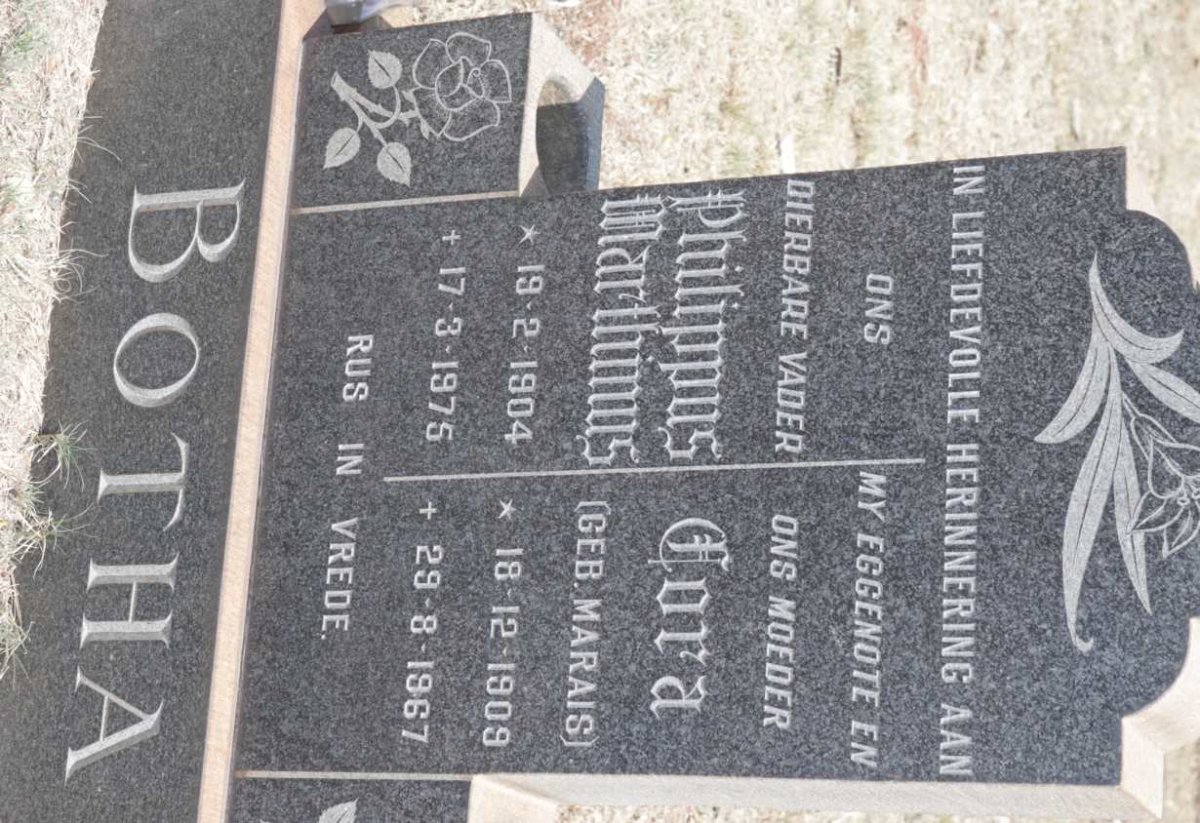 IN LIEFDEVOLLE HERINNERING AAN
ONS
DIERBARE VADER
Philippus
Marthinus
* 19·2·1904
+ 17·3·1975
MY EGGENOTE EN
ONS MOEDER
Cora
(GEB. MARAIS)
* 18·12·1909
+ 29·8·1967
RUS IN VREDE.
BOTHA